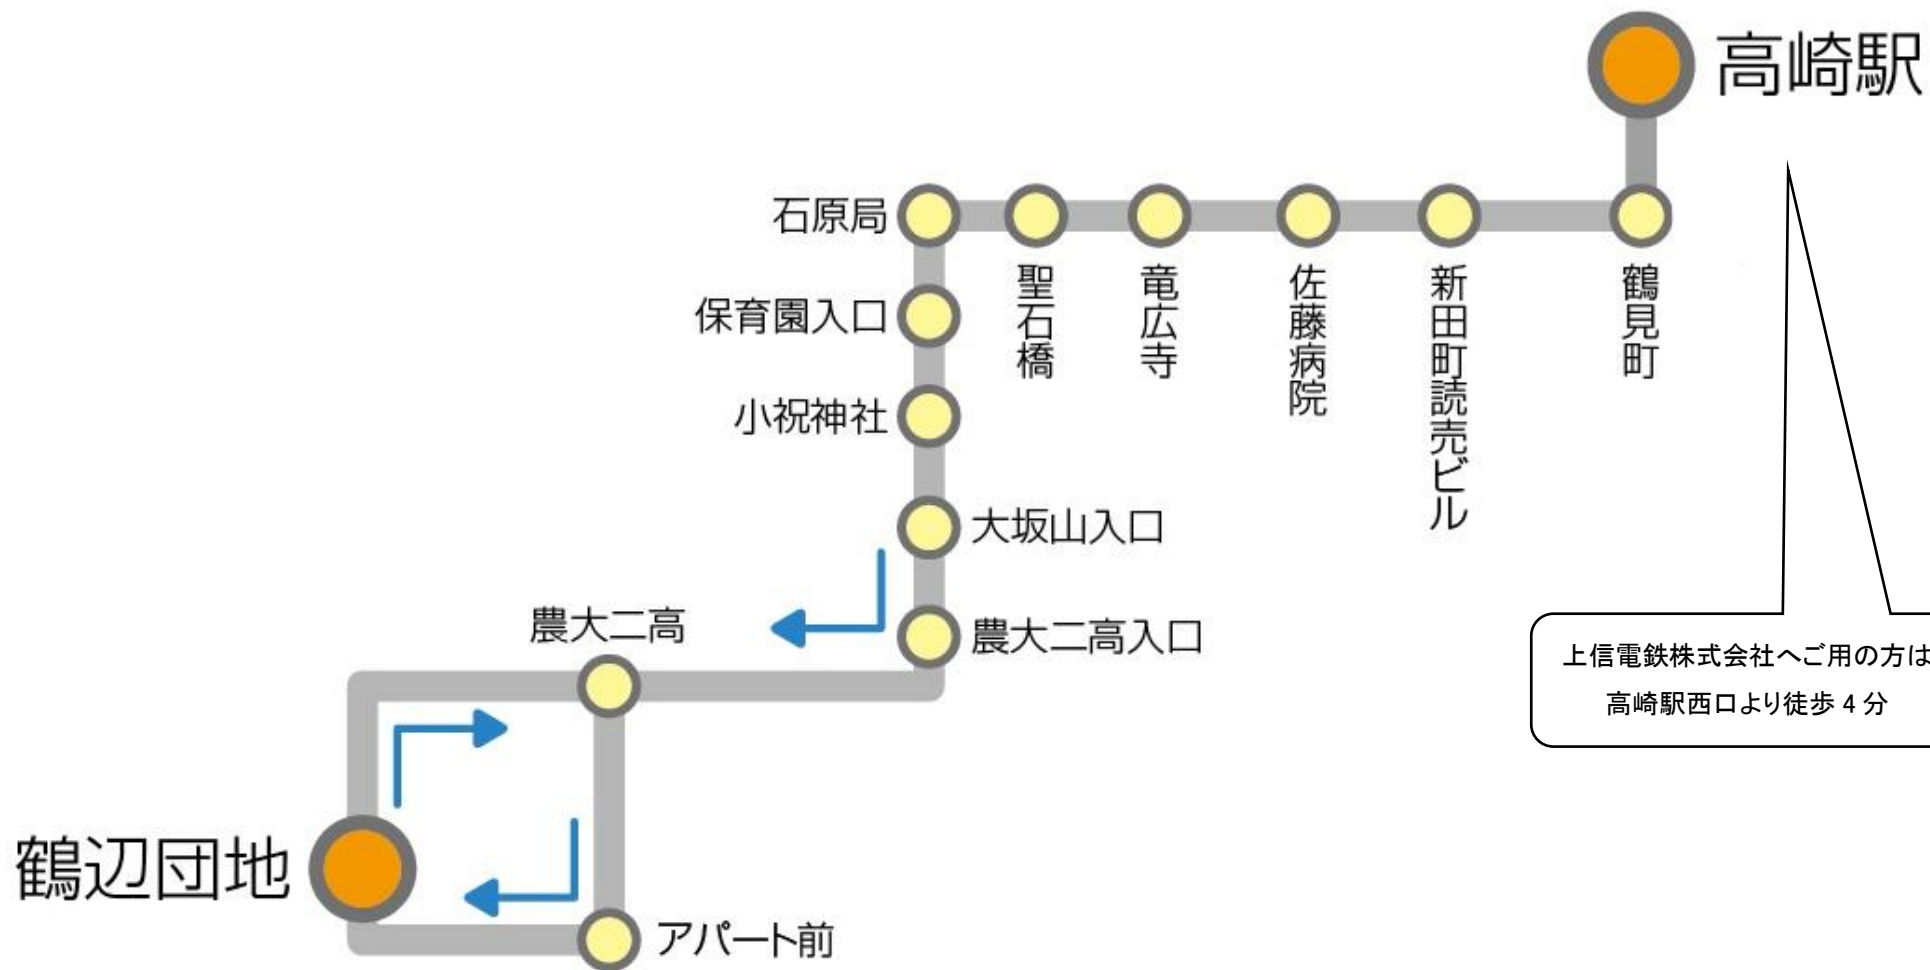 高崎駅
石原局
聖石橋
竜広寺
佐藤病院
新田町読売ビル
鶴見町
保育園入口
小祝神社
大坂山入口
農大二高入口
農大二高
上信電鉄株式会社へご用の方は
高崎駅西口より徒歩4分
鶴辺団地
アパート前